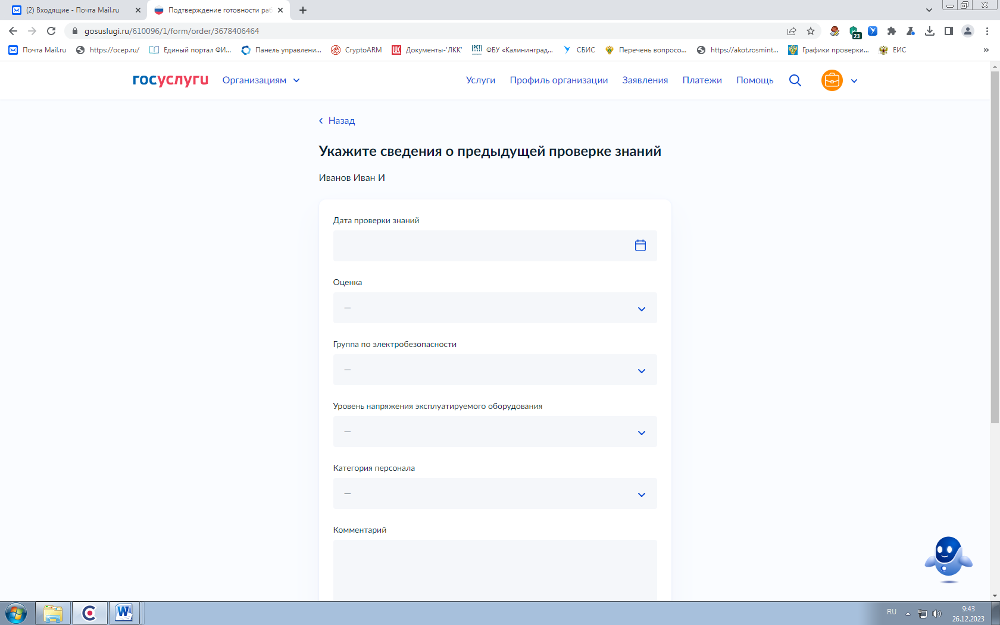 (2) Входящие - Почта Mail.ru
Подтверждение готовности раб
gosuslugi.ru/610096/1/form/order/3678406464
23
Почта Mail.ru
https://ocep.ru/
Единый портал ФИ...
Панель управлени...
CryptoARM
Документы-'ЛКК'
ФБУ «Калининград...
СБИС
Перечень вопросо...
https://akot.rosmint...
Графики проверки...
ЕИС
»
госуслуги
Организациям
Услуги
Профиль организации
Заявления
Платежи
Помощь
Назад
Укажите сведения о предыдущей проверке знаний
Иванов Иван И
Дата проверки знаний
Оценка
—
Группа по электробезопасности
—
Уровень напряжения эксплуатируемого оборудования
—
Категория персонала
—
Комментарий
RU
9:43
26.12.2023